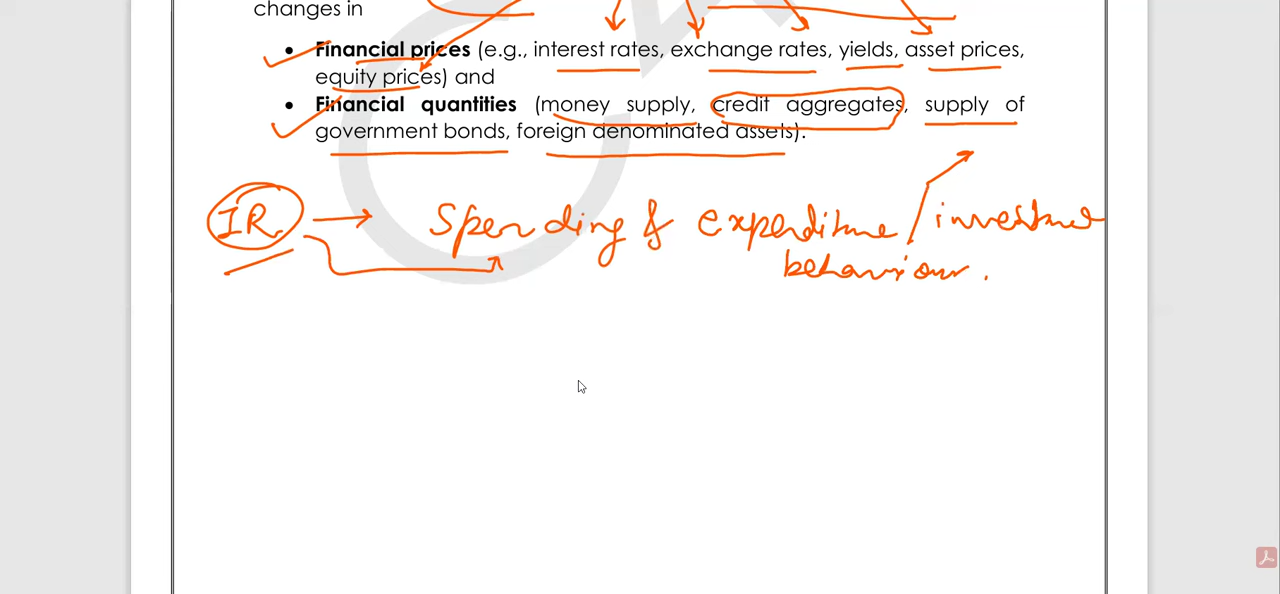 changes in
• Financial prices (e.g., interest rates, exchange rates, yields, asset prices,
equity prices) and
• Financial quantities (money supply, credit aggregates, supply of
government bonds, foreign denominated assets).
IR → Spending & expenditure / investment
behaviour.